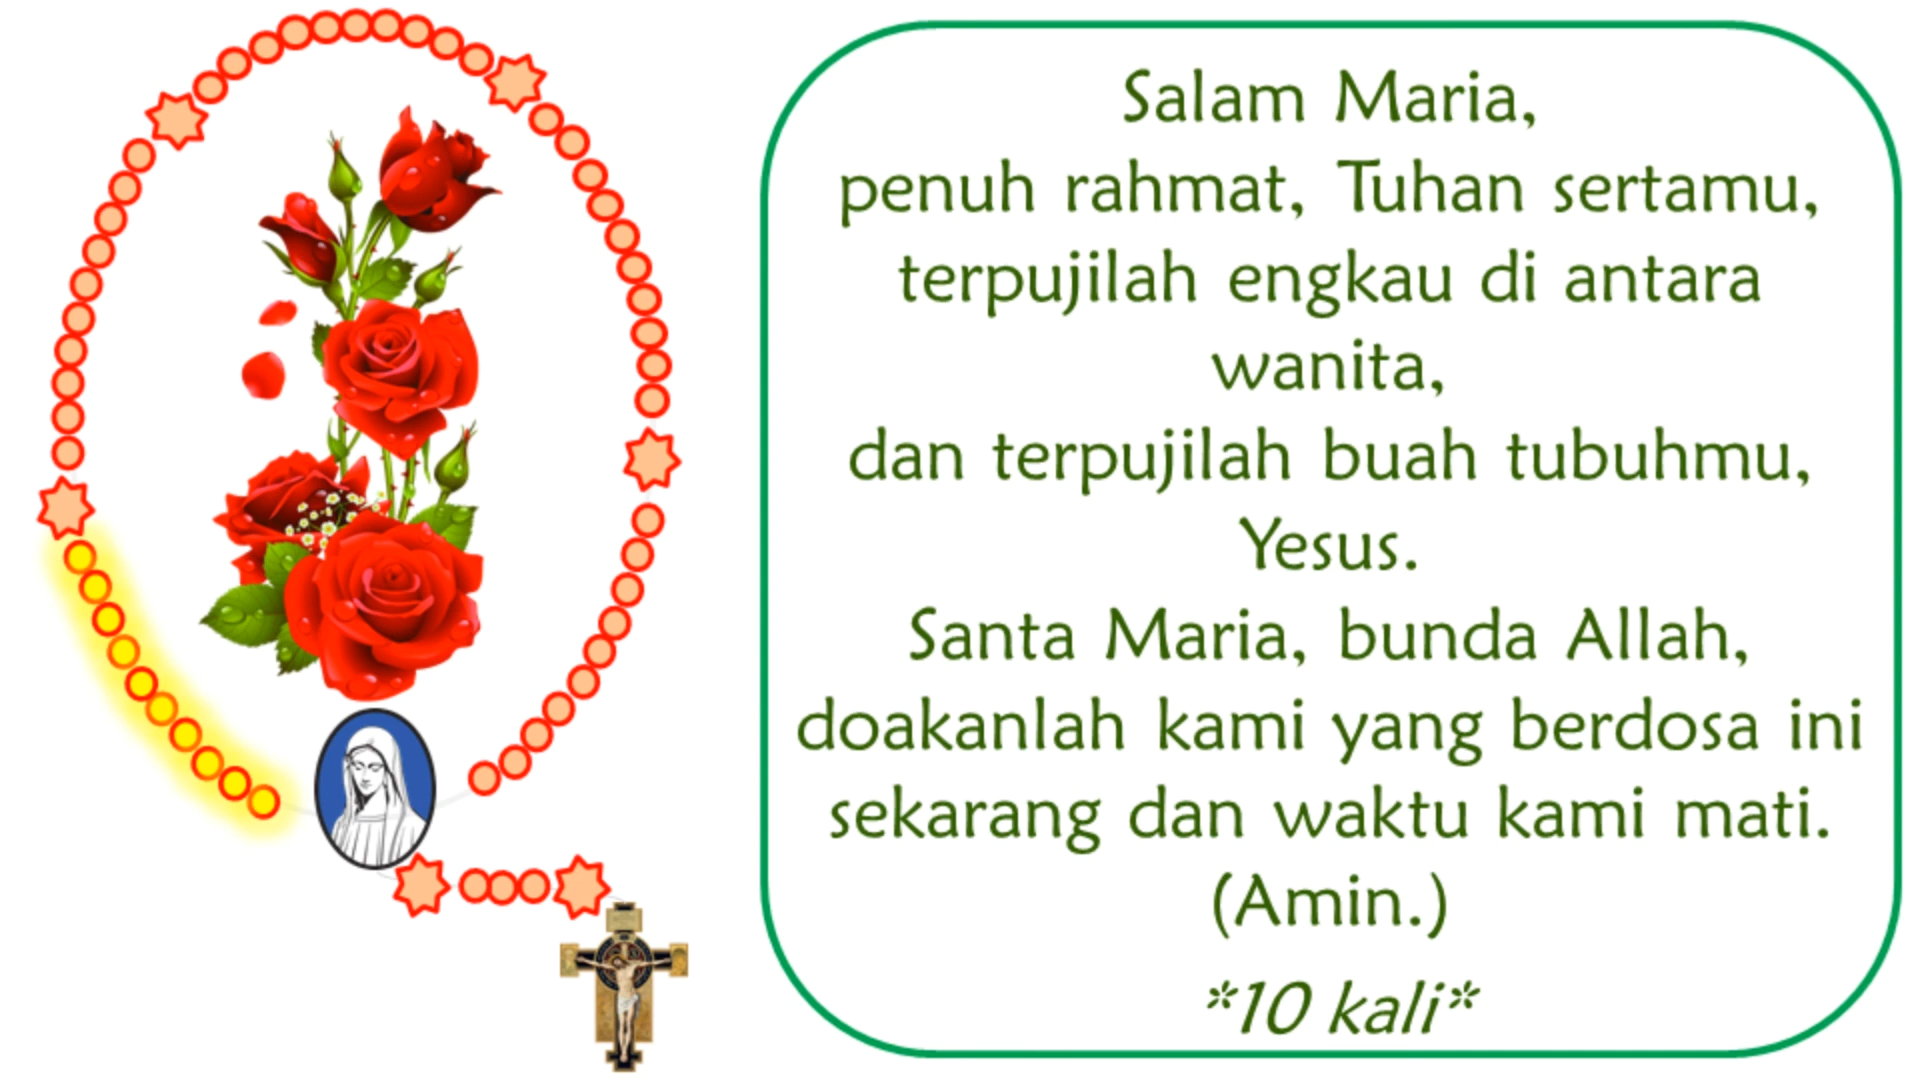 Salam Maria,
penuh rahmat, Tuhan sertamu,
terpujilah engkau di antara
wanita,
dan terpujilah buah tubuhmu,
Yesus.
Santa Maria, bunda Allah,
doakanlah kami yang berdosa ini
sekarang dan waktu kami mati.
(Amin.)
*10 kali*